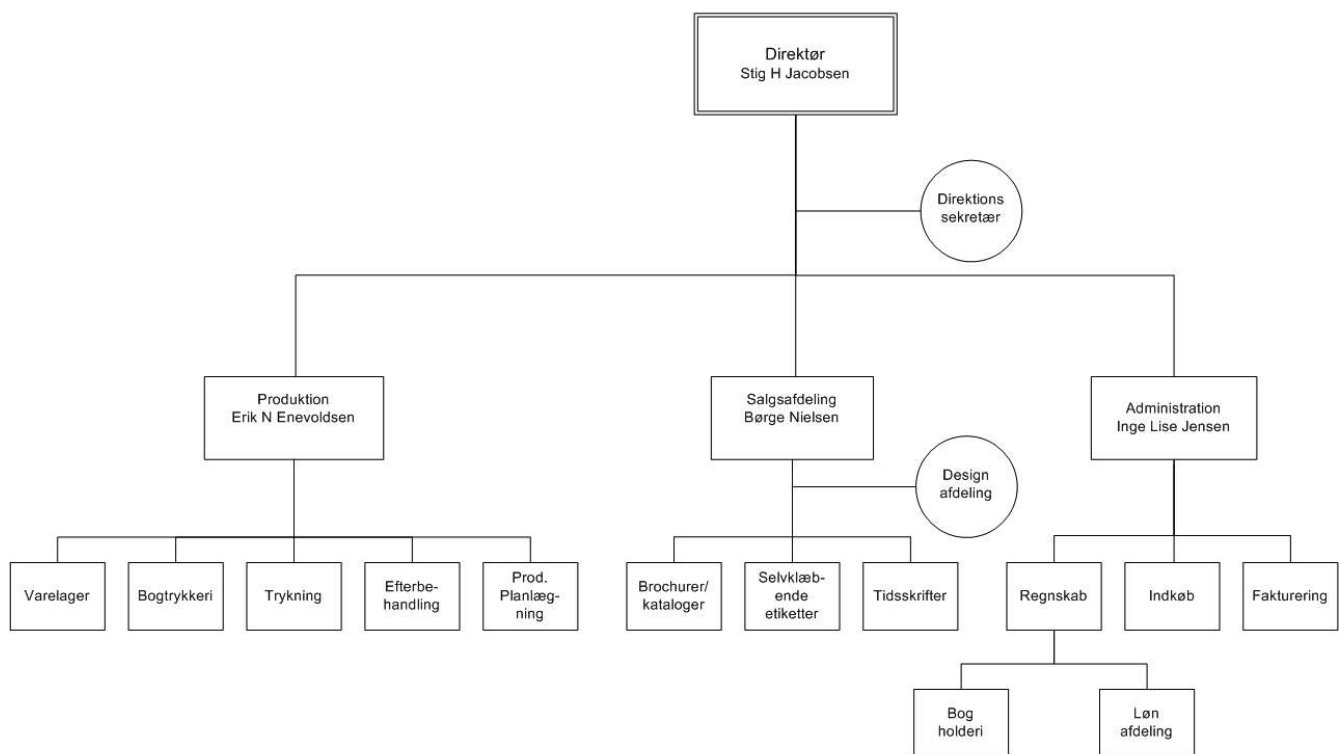 Direktør
Stig H Jacobsen
Direktions
sekretær
Produktion
Erik N Enevoldsen
Salgsafdeling
Børge Nielsen
Administration
Inge Lise Jensen
Design
afdeling
Varelager
Bogtrykkeri
Trykning
Efterbe-
handling
Prod.
Planlæg-
ning
Brochurer/
kataloger
Selvklæb-
ende
etiketter
Tidsskrifter
Regnskab
Indkøb
Fakturering
Bog
holderi
Løn
afdeling